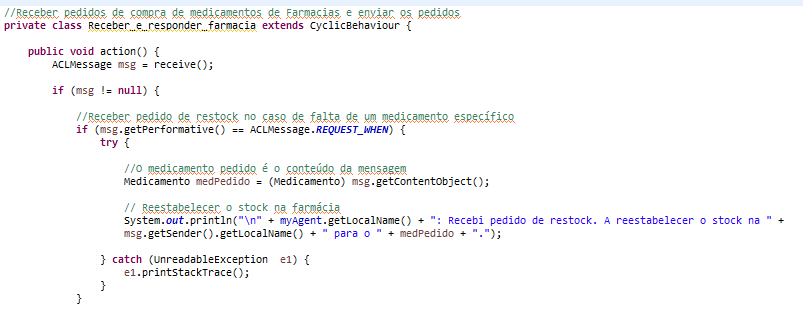 //Receber pedidos de compra de medicamentos de Farmacias e enviar os pedidos
private class Receber_e_responder_farmacia extends CyclicBehaviour {
public void action() {
ACLMessage msg = receive();
if (msg != null) {
//Receber pedido de restock no caso de falta de um medicamento específico
if (msg.getPerformative() == ACLMessage.REQUEST_WHEN) {
try {
//O medicamento pedido é o conteúdo da mensagem
Medicamento medPedido = (Medicamento) msg.getContentObject();
// Reestabelecer o stock na farmácia
System.out.println("\n" + myAgent.getLocalName() + ": Recebi pedido de restock. A reestabelecer o stock na " +
msg.getSender().getLocalName() + " para o " + medPedido + ".");
} catch (UnreadableException e1) {
e1.printStackTrace();
}
}